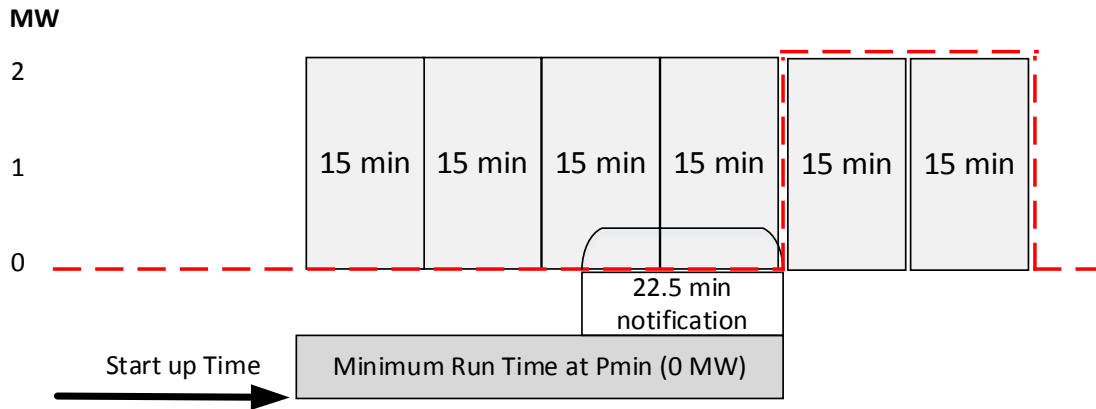 MW
2
1
0
15 min
15 min
15 min
15 min
15 min
15 min
22.5 min
notification
Start up Time
Minimum Run Time at Pmin (0 MW)